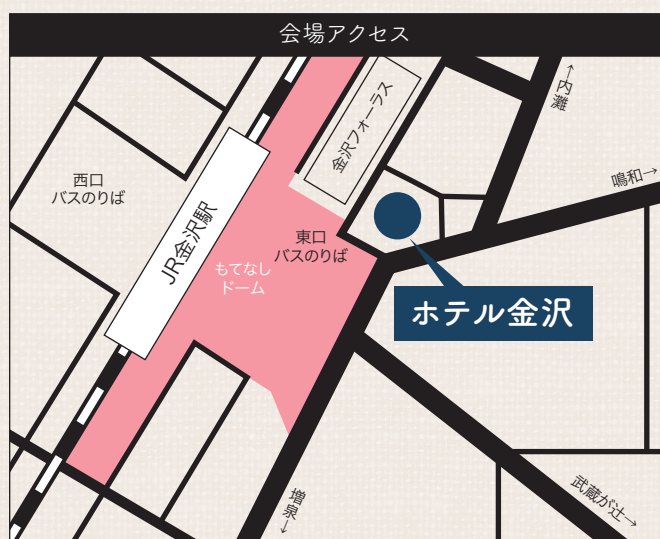 会場アクセス
←内灘
金沢フォーラス
鳴和→
西口
バスのりば
JR金沢駅
東口
バスのりば
もてなし
ドーム
ホテル金沢
増泉→
武蔵が辻→